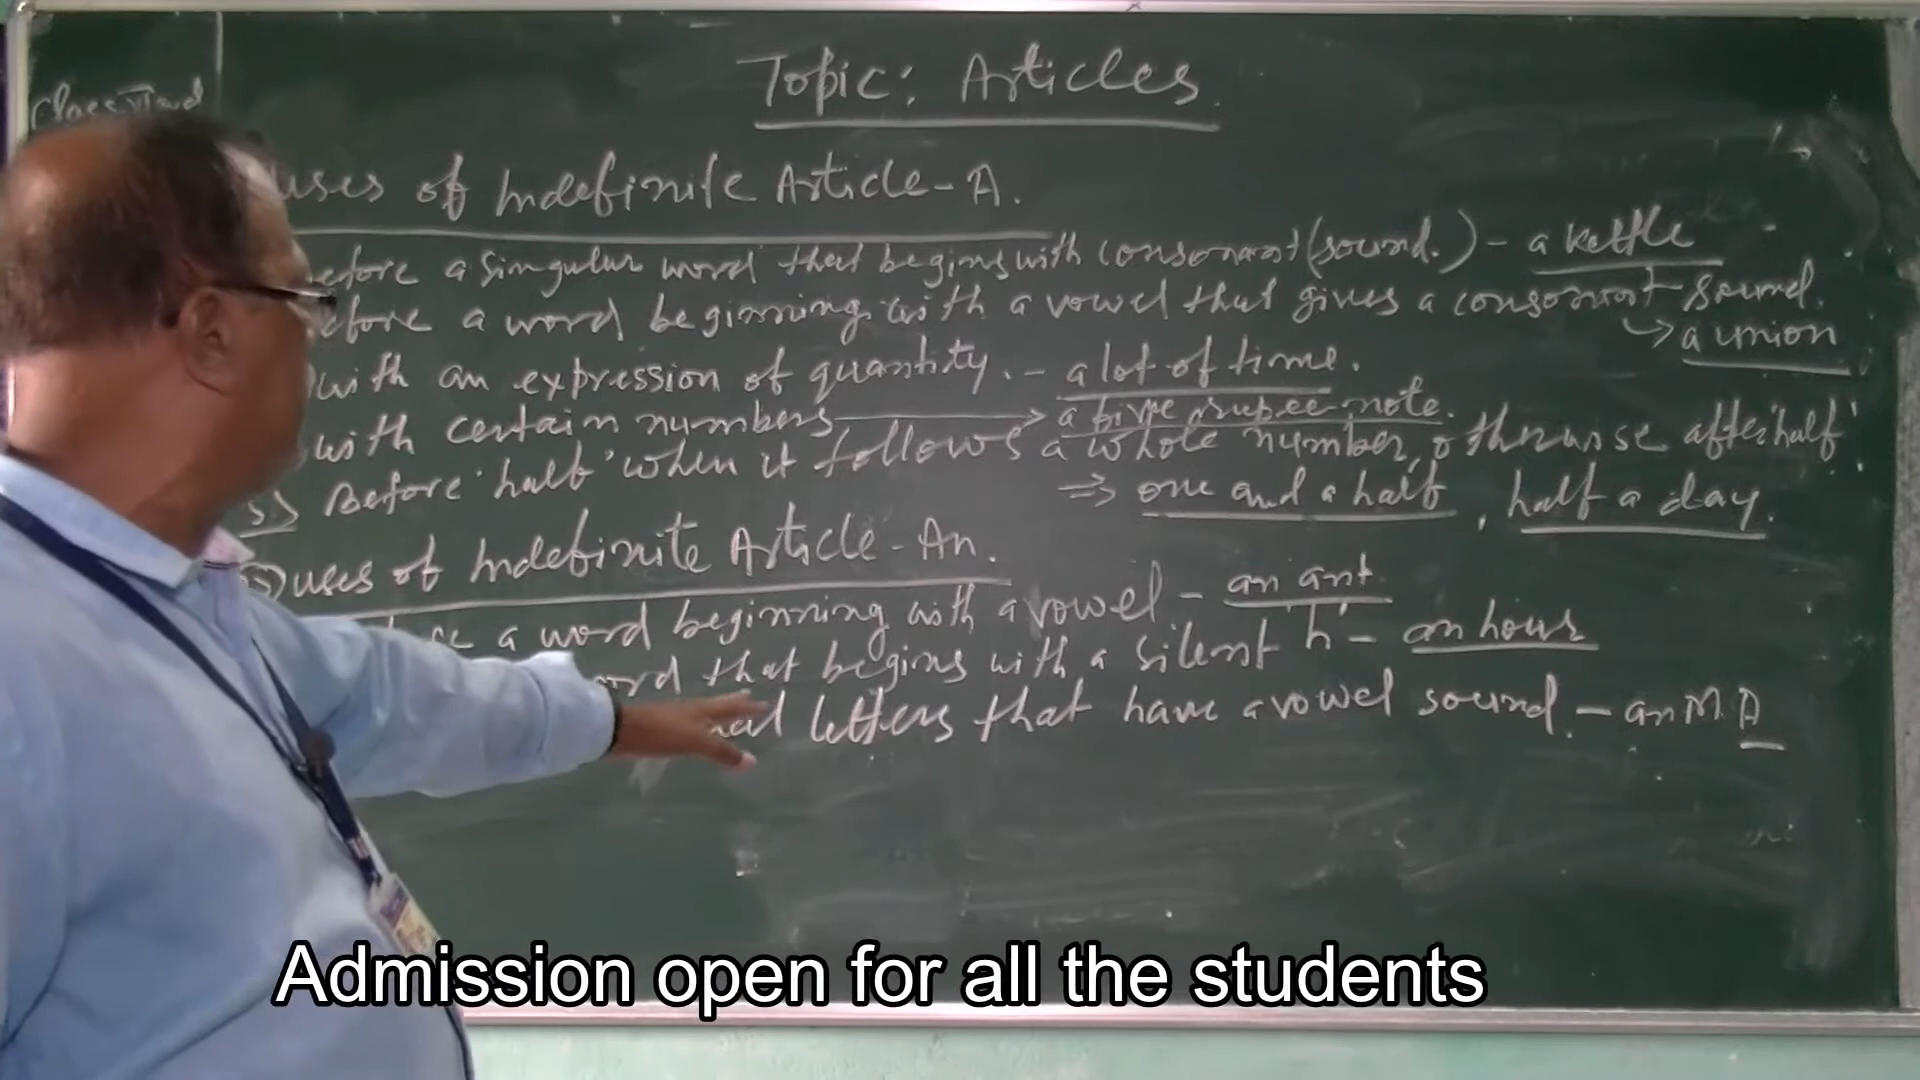 Topic: Articles.
uses of Indefinite Article - A.
efore a singular word that begins with consonant (sound.) - a kettle
efore a word beginning with a vowel that gives a consonant sound.
→ a union
with an expression of quantity. - a lot of time.
with certain numbers → a five rupee note.
5.) Before 'half' when it follows a whole number, otherwise after 'half'.
⇒ one and a half, half a day.
uses of Indefinite Article - An.
a word beginning with a vowel - an ant.
ord that begins with a silent 'h' - an hour
letters that have a vowel sound. - an M.A
Admission open for all the students